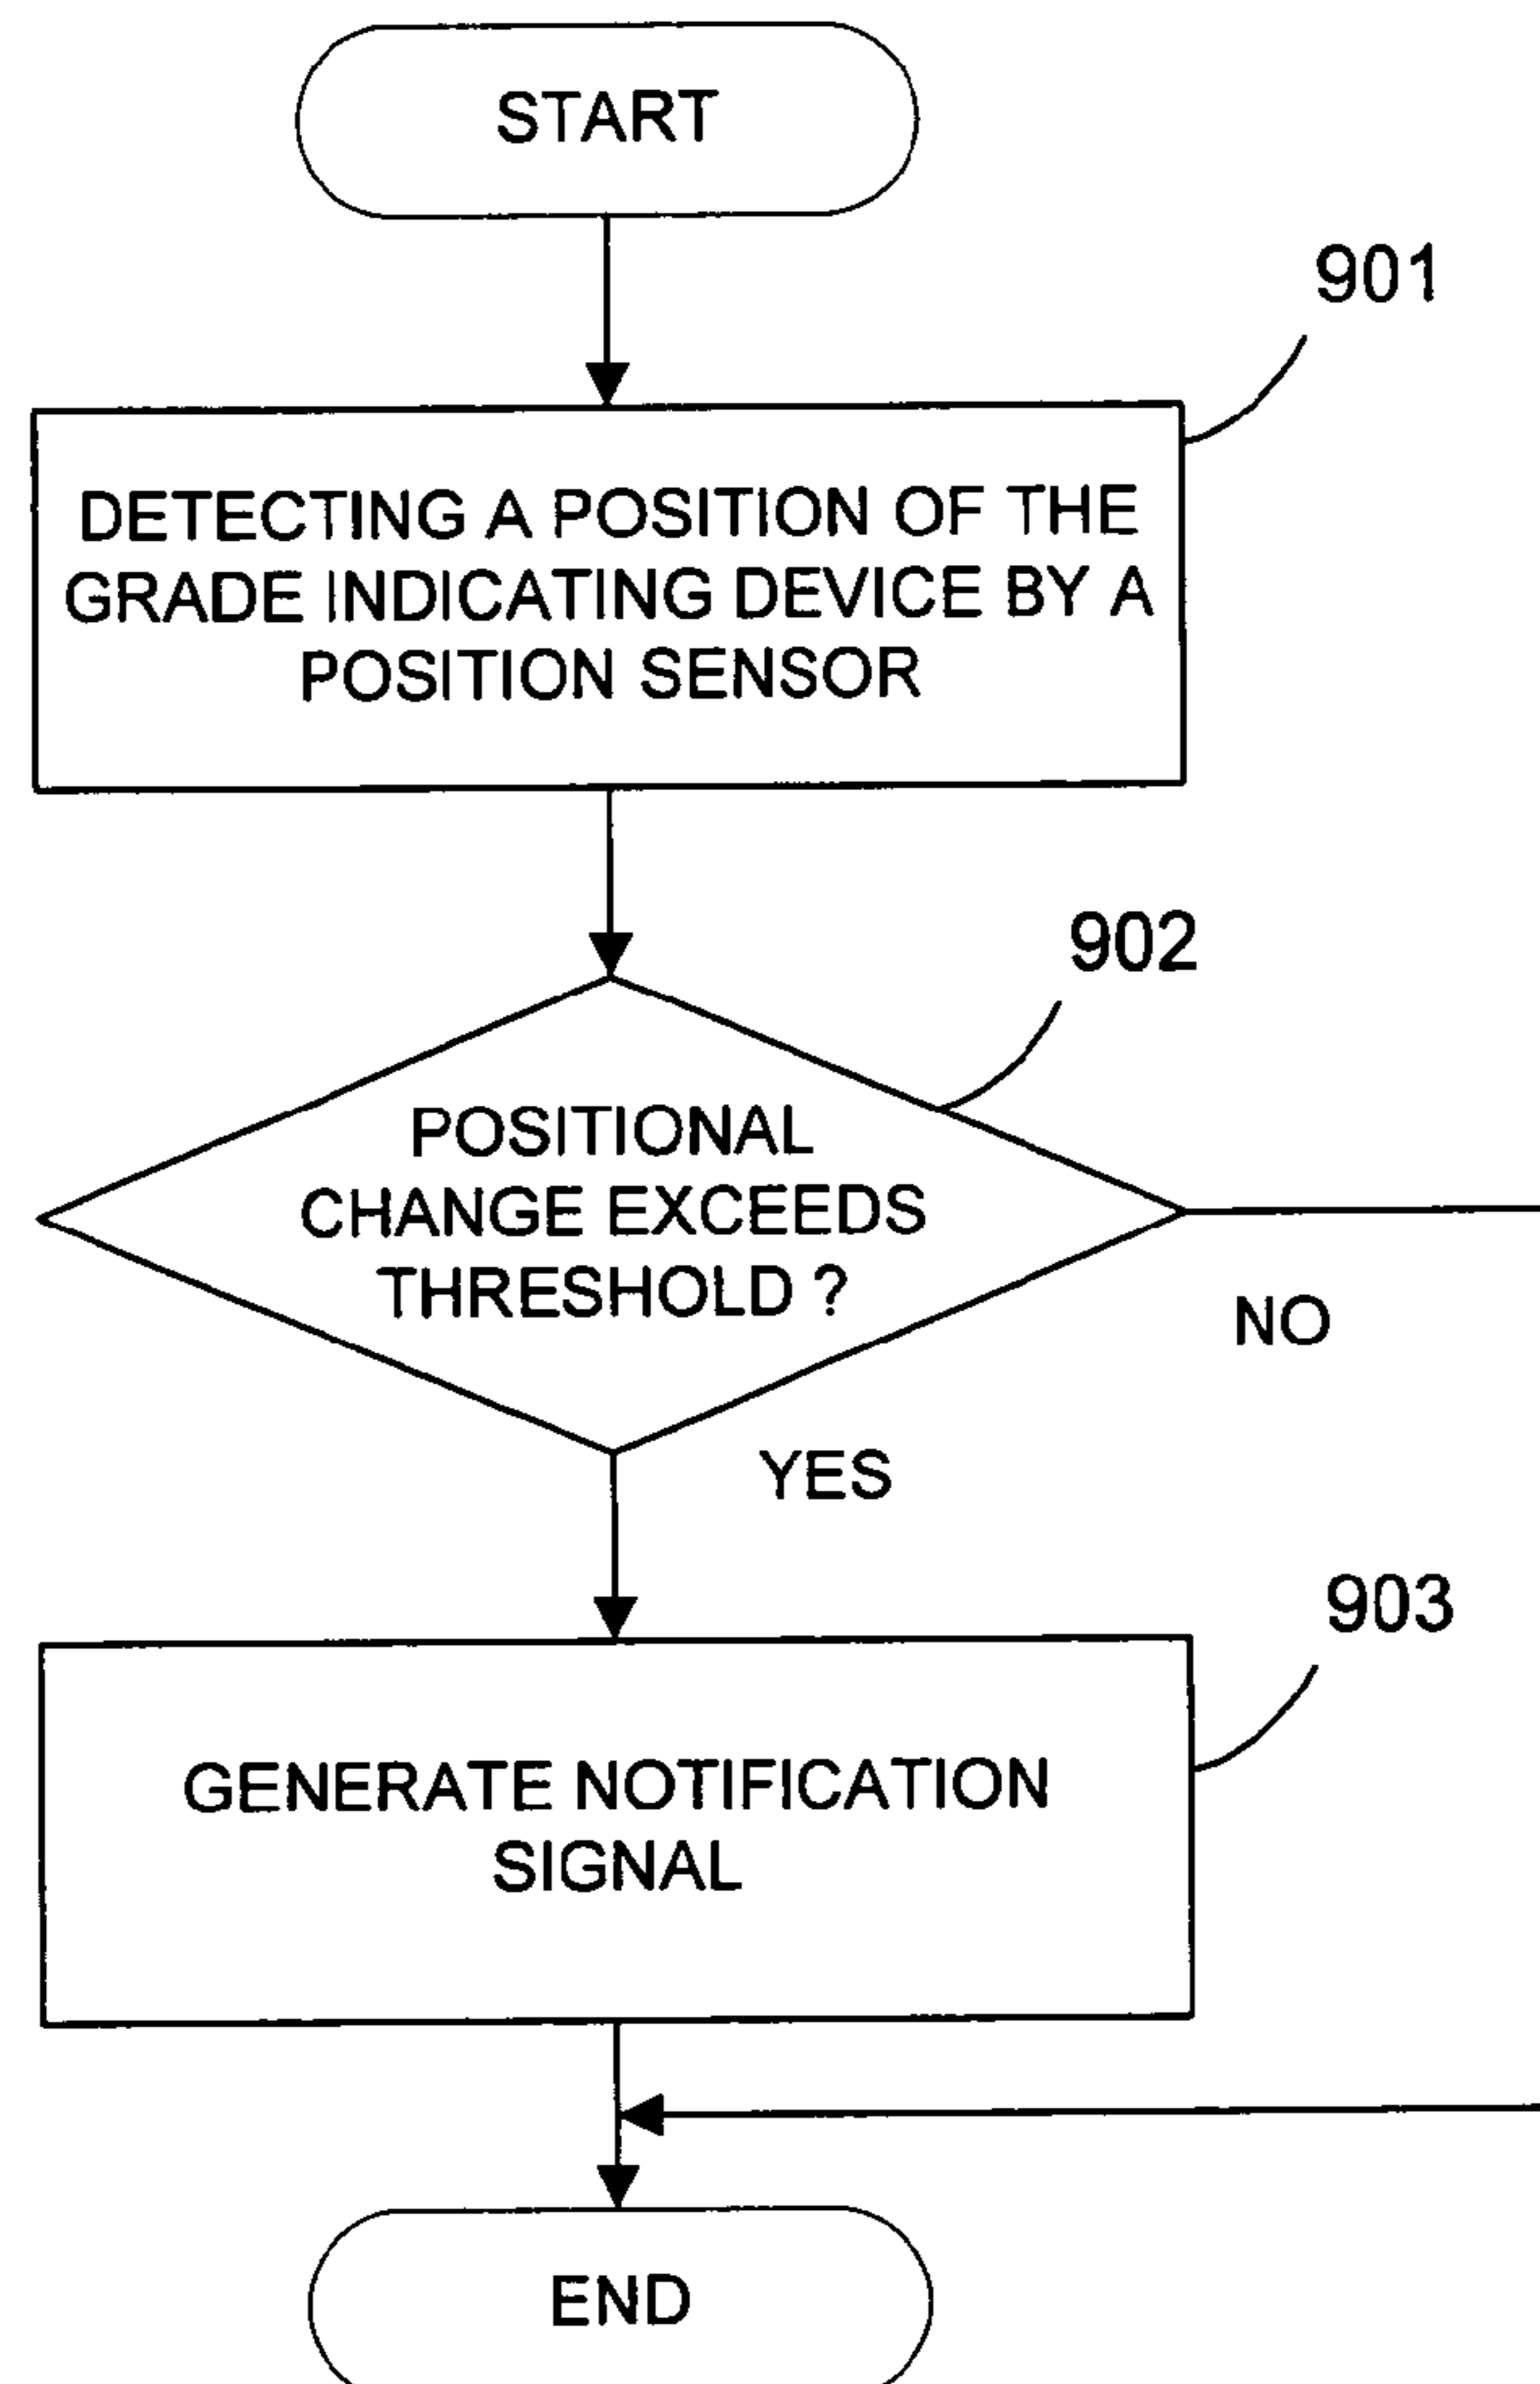 START
901
DETECTING A POSITION OF THE
GRADE INDICATING DEVICE BY A
POSITION SENSOR
902
POSITIONAL
CHANGE EXCEEDS
THRESHOLD ?
NO
YES
903
GENERATE NOTIFICATION
SIGNAL
END